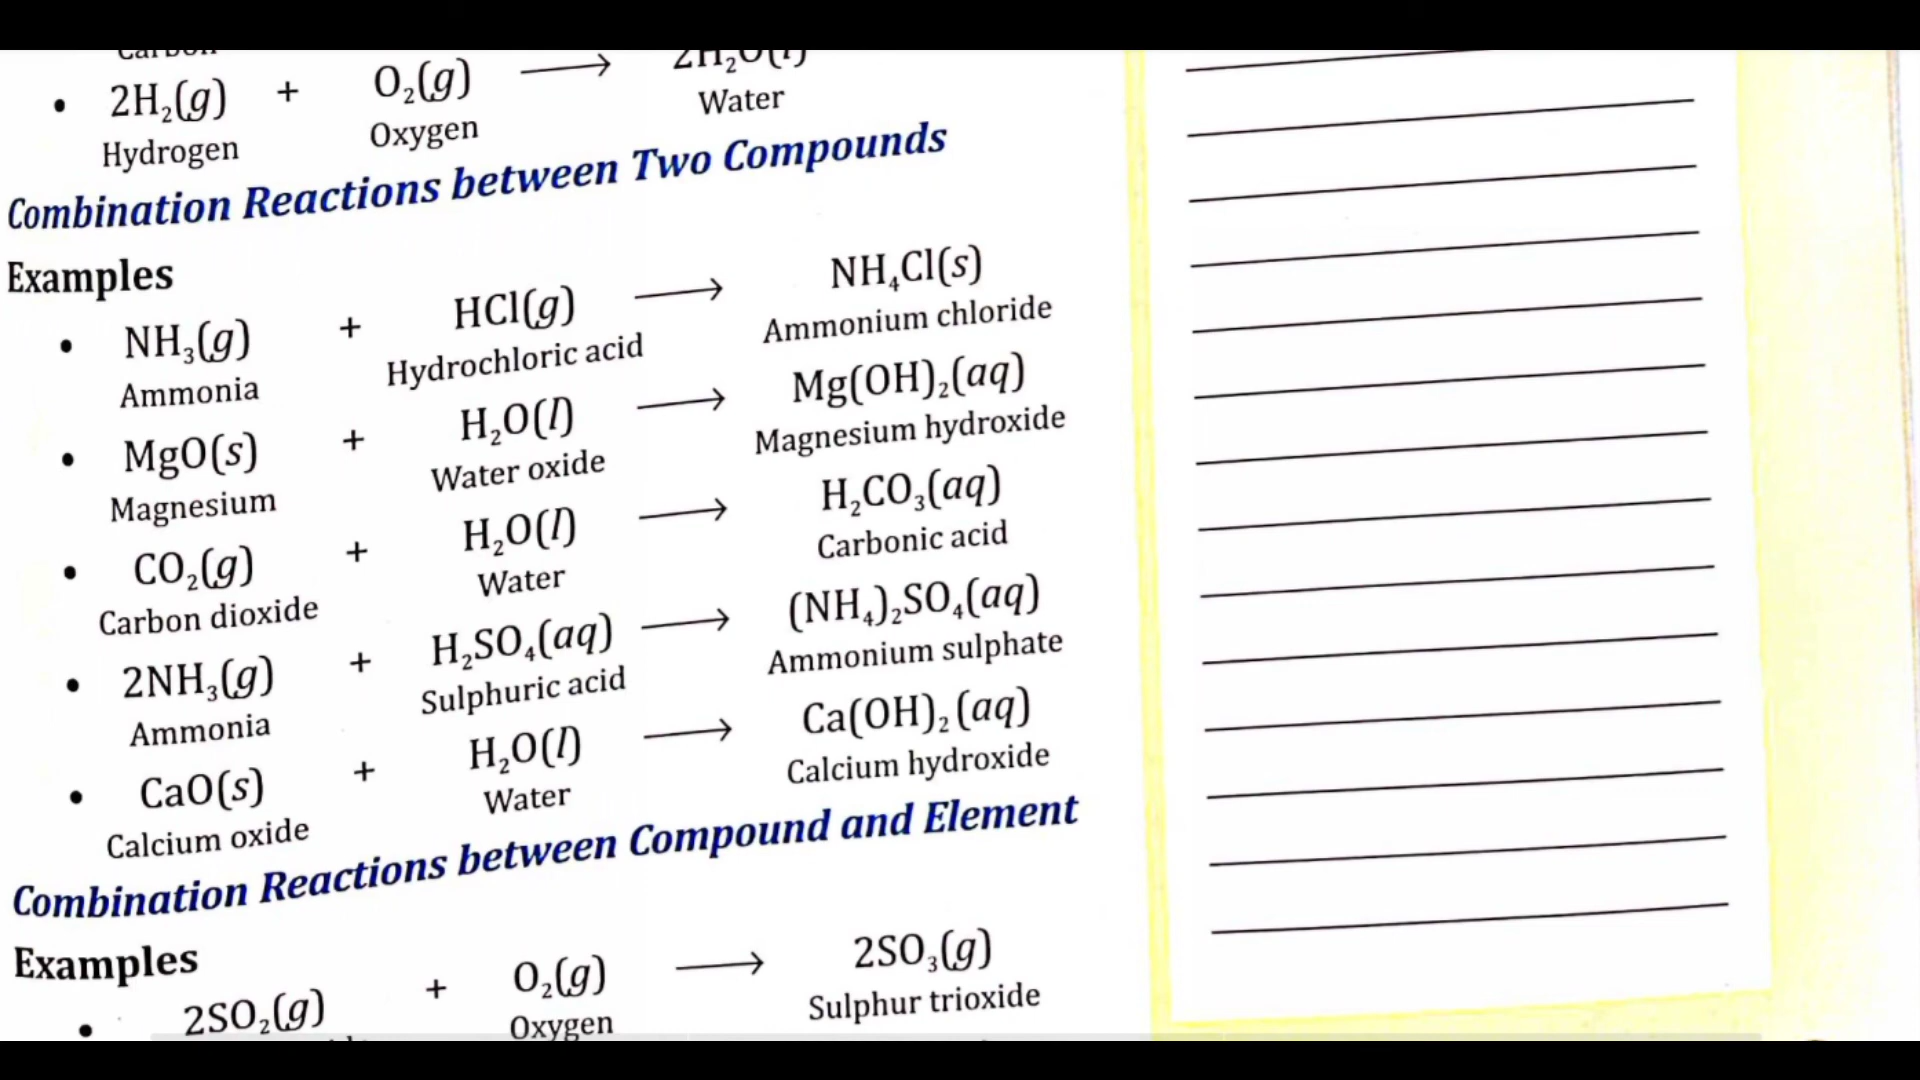 Carbon
• 2H₂(g) + O₂(g) ⟶ 2H₂O(l)
Hydrogen Oxygen Water
Combination Reactions between Two Compounds
Examples
• NH₃(g) + HCl(g) ⟶ NH₄Cl(s)
Ammonia Hydrochloric acid Ammonium chloride
• MgO(s) + H₂O(l) ⟶ Mg(OH)₂(aq)
Magnesium Water oxide Magnesium hydroxide
• CO₂(g) + H₂O(l) ⟶ H₂CO₃(aq)
Carbon dioxide Water Carbonic acid
• 2NH₃(g) + H₂SO₄(aq) ⟶ (NH₄)₂SO₄(aq)
Ammonia Sulphuric acid Ammonium sulphate
• CaO(s) + H₂O(l) ⟶ Ca(OH)₂ (aq)
Calcium oxide Water Calcium hydroxide
Combination Reactions between Compound and Element
Examples
• 2SO₂(g) + O₂(g) ⟶ 2SO₃(g)
Oxygen Sulphur trioxide